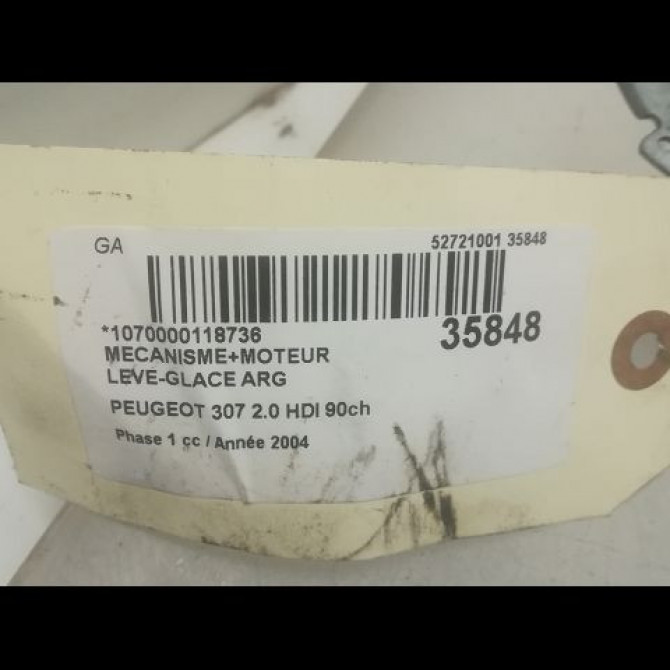 GA
52721001 35848
*1070000118736
35848
MECANISME+MOTEUR
LEVE-GLACE ARG
PEUGEOT 307 2.0 HDI 90ch
Phase 1 cc / Année 2004